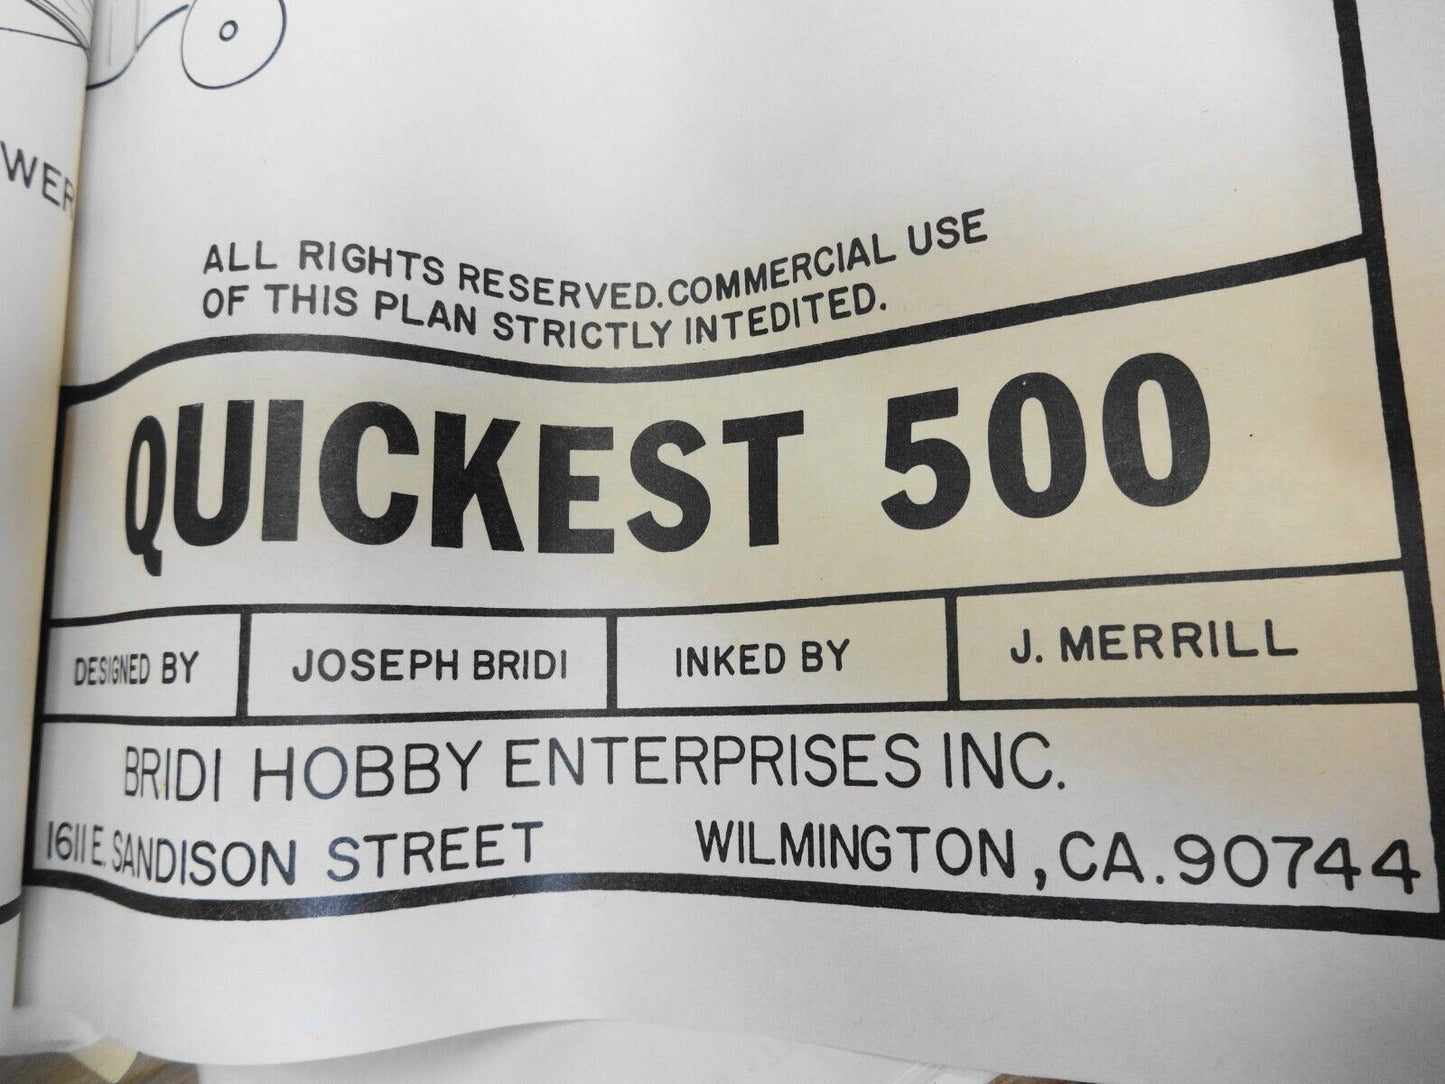 WER
ALL RIGHTS RESERVED. COMMERCIAL USE
OF THIS PLAN STRICTLY INTEDITED.
QUICKEST 500
DESIGNED BY JOSEPH BRIDI INKED BY J. MERRILL
BRIDI HOBBY ENTERPRISES INC.
1611 E. SANDISON STREET WILMINGTON, CA. 90744